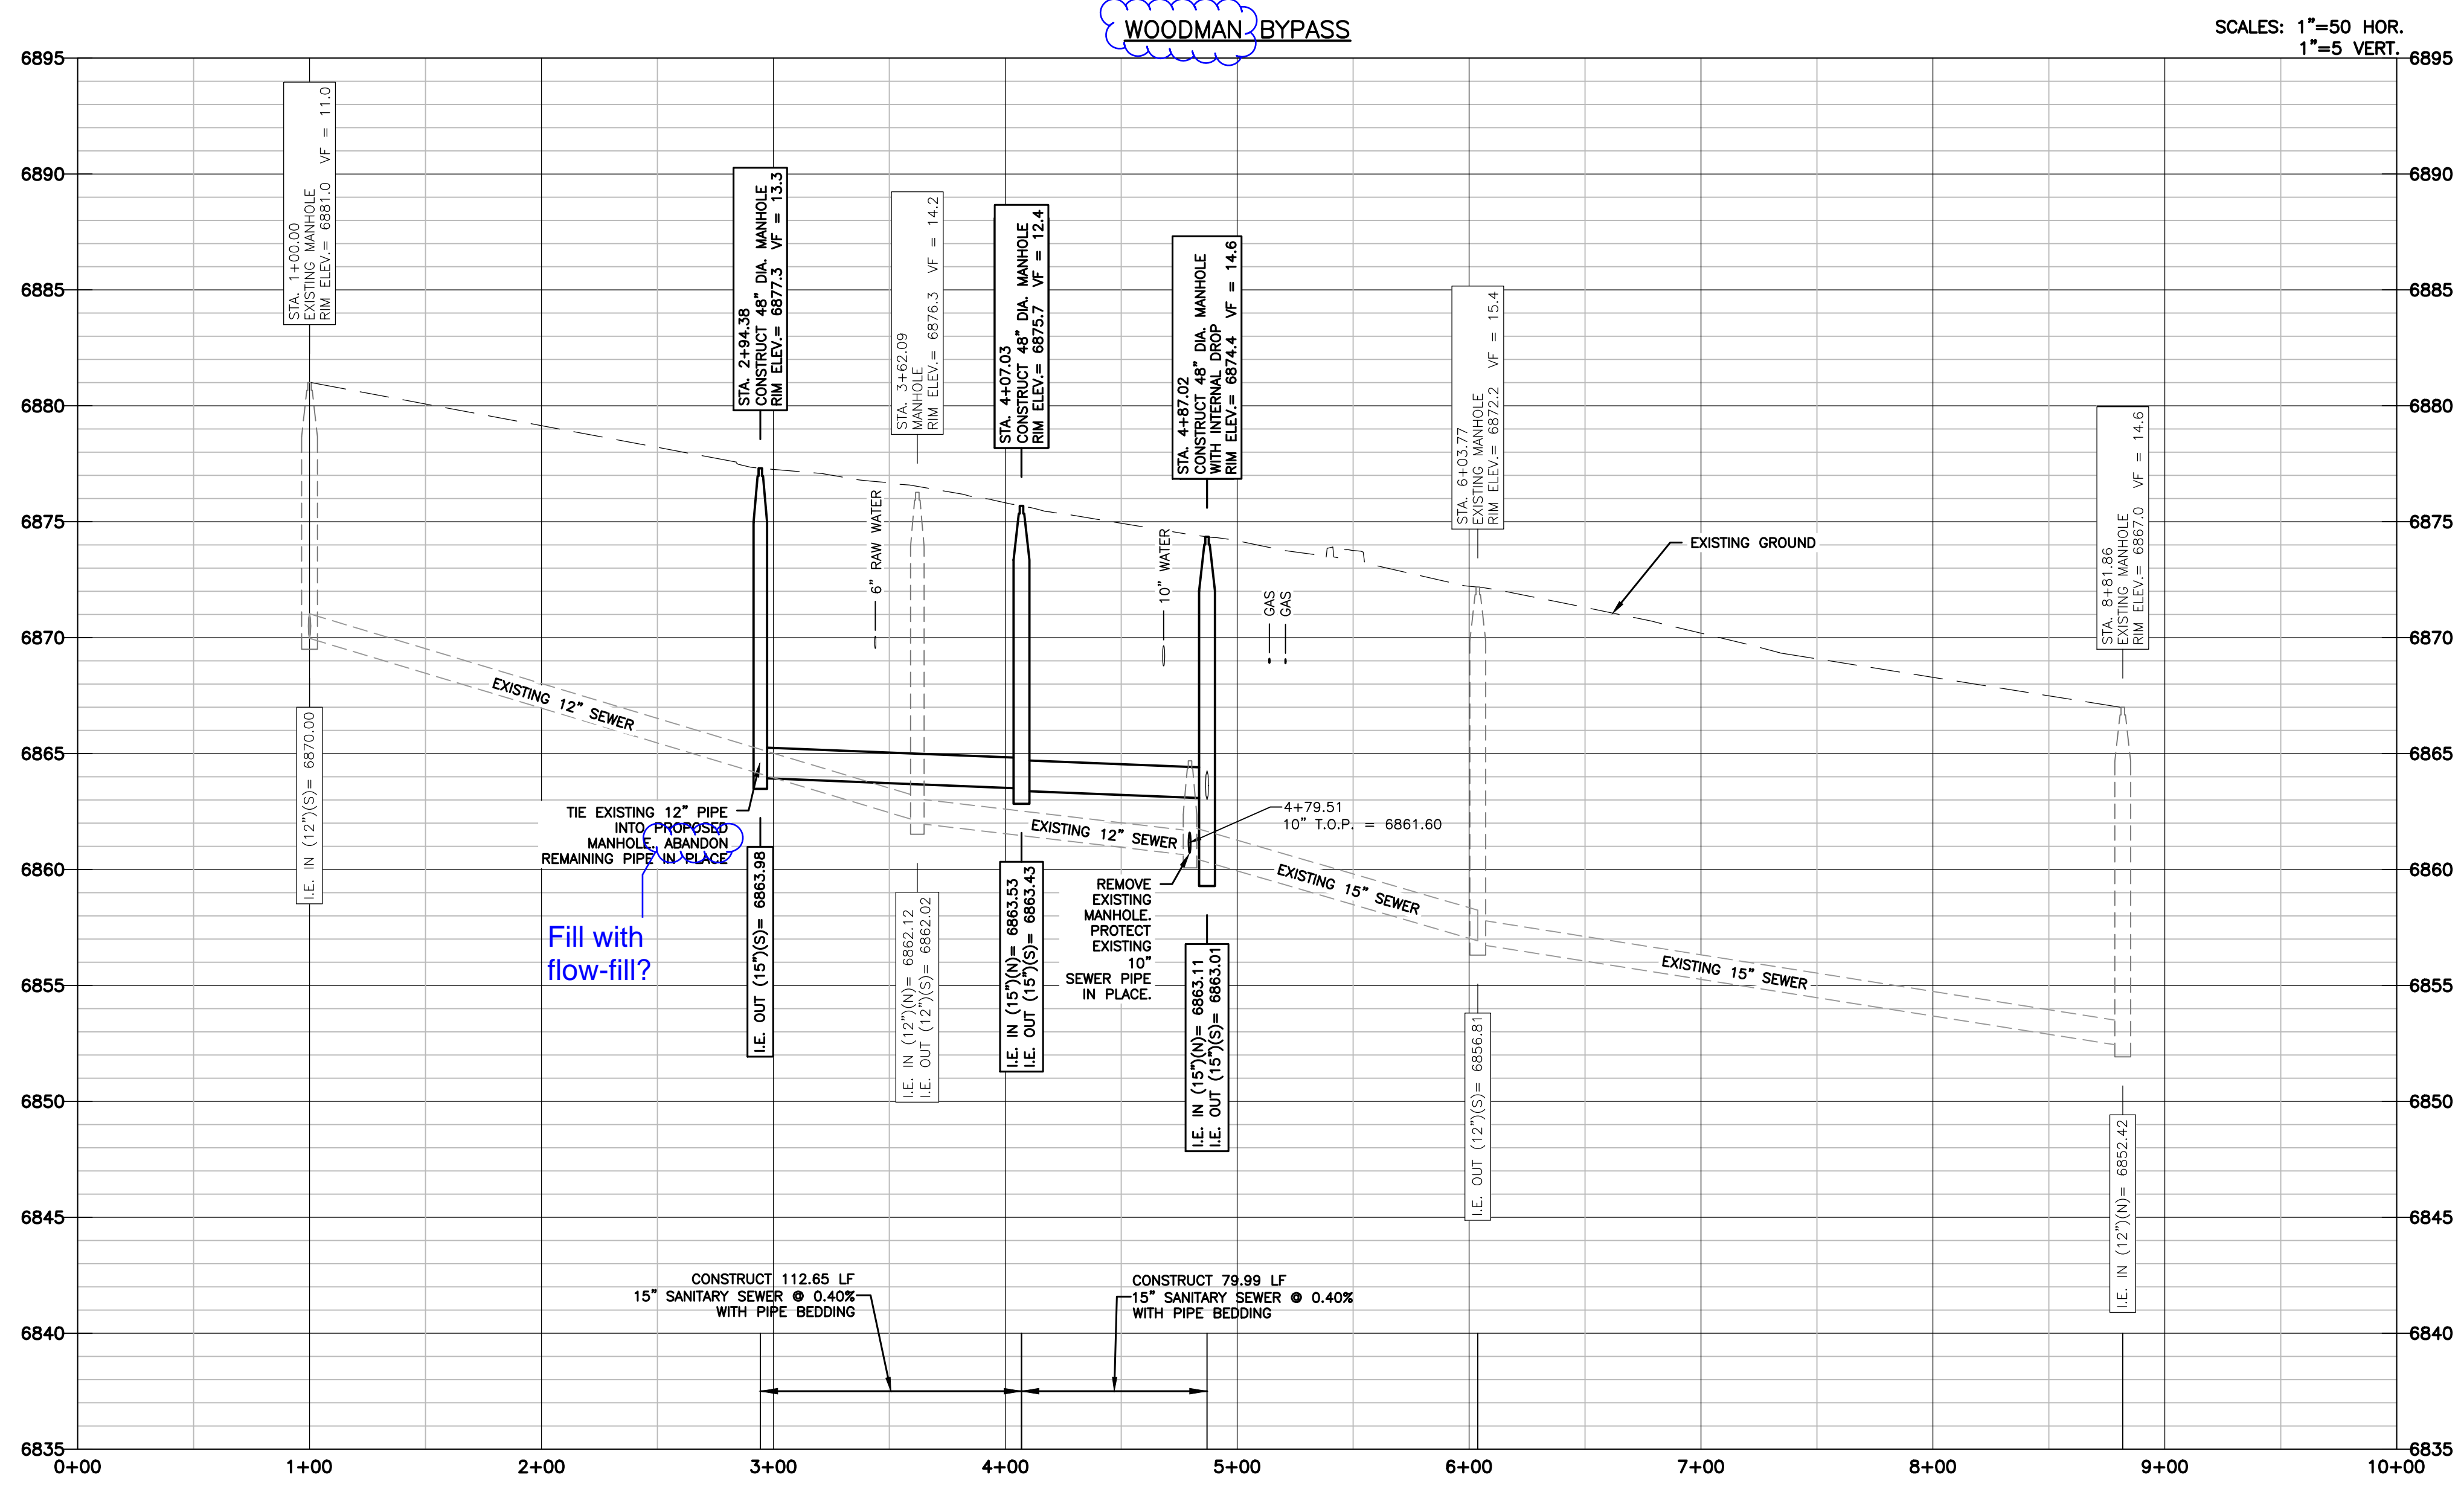 WOODMAN BYPASS
SCALES: 1"=50 HOR.
1"=5 VERT.
6895
6895
6890
6890
6885
6885
6880
6880
6875
6875
6870
6870
6865
6865
6860
6860
6855
6855
6850
6850
6845
6845
6840
6840
6835
6835
0+00
1+00
2+00
3+00
4+00
5+00
6+00
7+00
8+00
9+00
10+00
STA. 1+00.00
EXISTING MANHOLE
RIM ELEV.= 6881.0 VF = 11.0
STA. 2+94.38
CONSTRUCT 48" DIA. MANHOLE
RIM ELEV.= 6877.3 VF = 13.3
STA. 3+62.09
MANHOLE
RIM ELEV.= 6876.3 VF = 14.2
STA. 4+07.03
CONSTRUCT 48" DIA. MANHOLE
RIM ELEV.= 6875.7 VF = 12.4
STA. 4+87.02
CONSTRUCT 48" DIA. MANHOLE
WITH INTERNAL DROP
RIM ELEV.= 6874.4 VF = 14.6
STA. 6+03.77
EXISTING MANHOLE
RIM ELEV.= 6872.2 VF = 15.4
STA. 8+81.86
EXISTING MANHOLE
RIM ELEV.= 6867.0 VF = 14.6
6" RAW WATER
10" WATER
GAS
GAS
EXISTING GROUND
EXISTING 12" SEWER
EXISTING 12" SEWER
EXISTING 15" SEWER
EXISTING 15" SEWER
TIE EXISTING 12" PIPE
INTO PROPOSED
MANHOLE. ABANDON
REMAINING PIPE IN PLACE
Fill with
flow-fill?
4+79.51
10" T.O.P. = 6861.60
REMOVE
EXISTING
MANHOLE.
PROTECT
EXISTING
10"
SEWER PIPE
IN PLACE.
I.E. IN (12")(S)= 6870.00
I.E. OUT (15")(S)= 6863.98
I.E. IN (12")(N)= 6862.12
I.E. OUT (12")(S)= 6862.02
I.E. IN (15")(N)= 6863.53
I.E. OUT (15")(S)= 6863.43
I.E. IN (15")(N)= 6863.11
I.E. OUT (15")(S)= 6863.01
I.E. OUT (12")(S)= 6856.81
I.E. IN (12")(N)= 6852.42
CONSTRUCT 112.65 LF
15" SANITARY SEWER @ 0.40%
WITH PIPE BEDDING
CONSTRUCT 79.99 LF
15" SANITARY SEWER @ 0.40%
WITH PIPE BEDDING